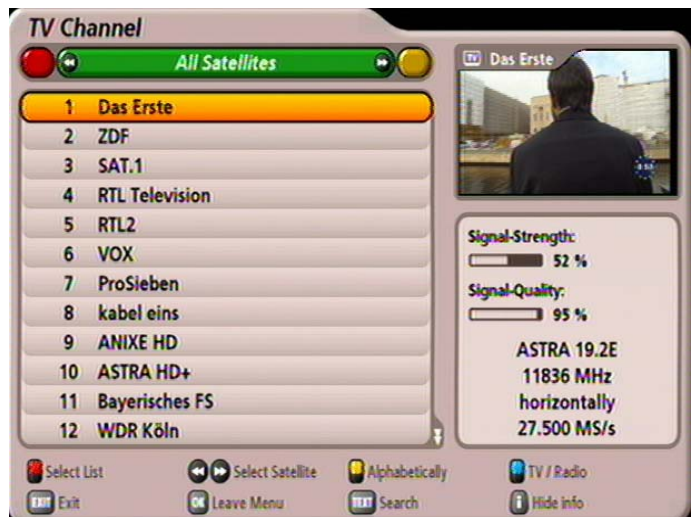 TV Channel
All Satellites
1 Das Erste
2 ZDF
3 SAT.1
4 RTL Television
5 RTL2
6 VOX
7 ProSieben
8 kabel eins
9 ANIXE HD
10 ASTRA HD+
11 Bayerisches FS
12 WDR Köln
TV Das Erste
Signal-Strength:
52 %
Signal-Quality:
95 %
ASTRA 19.2E
11836 MHz
horizontally
27.500 MS/s
Select List
Select Satellite
Alphabetically
TV / Radio
EXIT Exit
OK Leave Menu
TEXT Search
i Hide info